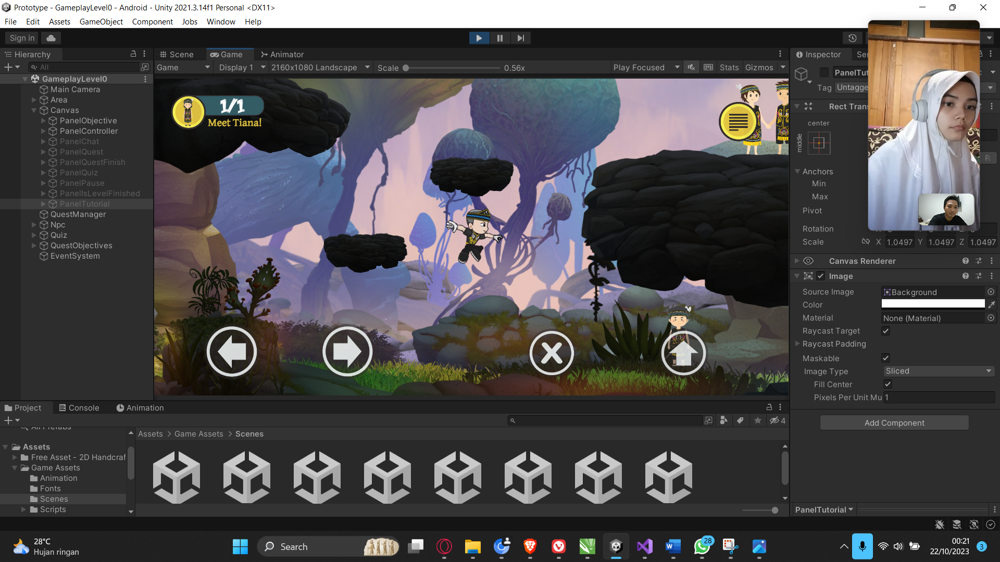 Prototype - GameplayLevel0 - Android - Unity 2021.3.14f1 Personal <DX11>
File Edit Assets GameObject Component Jobs Window Help
Sign in
Hierarchy
All
GameplayLevel0
Main Camera
Area
Canvas
PanelObjective
PanelController
PanelChat
PanelQuest
PanelQuestFinish
PanelQuiz
PanelPause
PanelIsLevelFinished
PanelTutorial
QuestManager
Npc
Quiz
QuestObjectives
EventSystem
Scene Game Animator
Game Display 1 2160x1080 Landscape Scale 0.56x Play Focused Stats Gizmos
1/1
Meet Tiana!
Inspector Ser
PanelTut
Tag Untagge
Rect Trans
center
middle
R
Anchors
Min
Max
Pivot
Rotation
Scale X 1.0497 Y 1.0497 Z 1.0497
Canvas Renderer
Image
Source Image Background
Color
Material None (Material)
Raycast Target
Raycast Padding
Maskable
Image Type Sliced
Fill Center
Pixels Per Unit Mu 1
Add Component
PanelTutorial
Project Console Animation
4
All Prefabs
Assets
Free Asset - 2D Handcraf
Game Assets
Animation
Fonts
Scenes
Scripts
Assets > Game Assets > Scenes
28°C
Hujan ringan
Search
28
00:21
22/10/2023
3